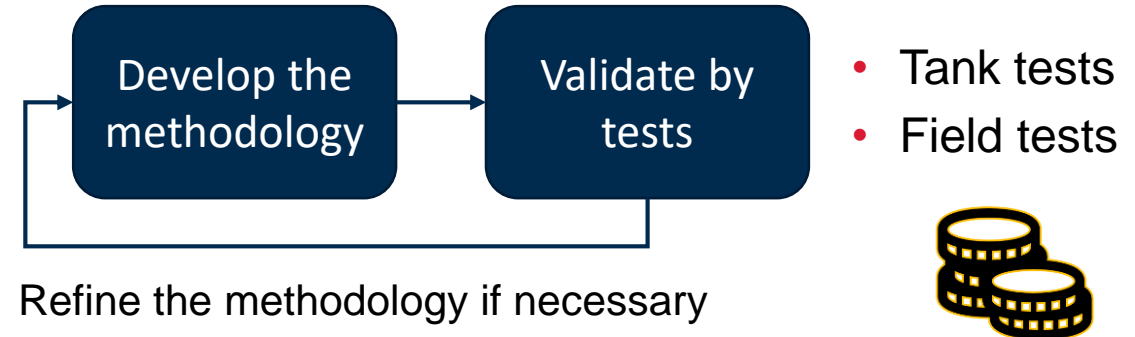 Develop the
methodology
Validate by
tests
• Tank tests
• Field tests
Refine the methodology if necessary